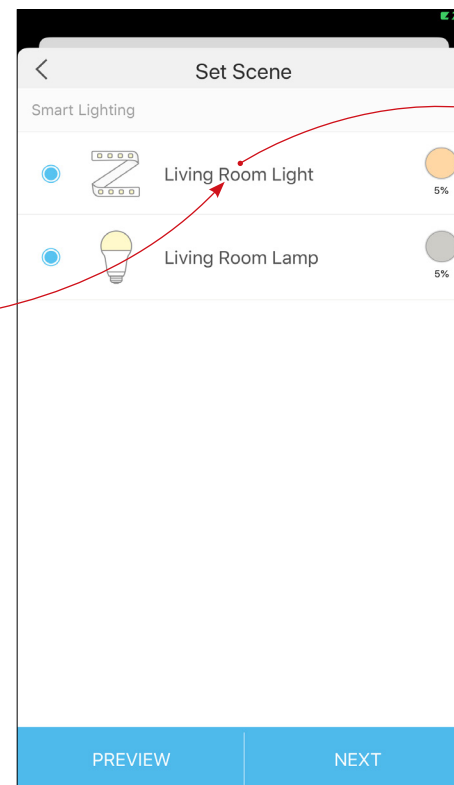 Set Scene
Smart Lighting
Living Room Light
5%
Living Room Lamp
5%
PREVIEW
NEXT